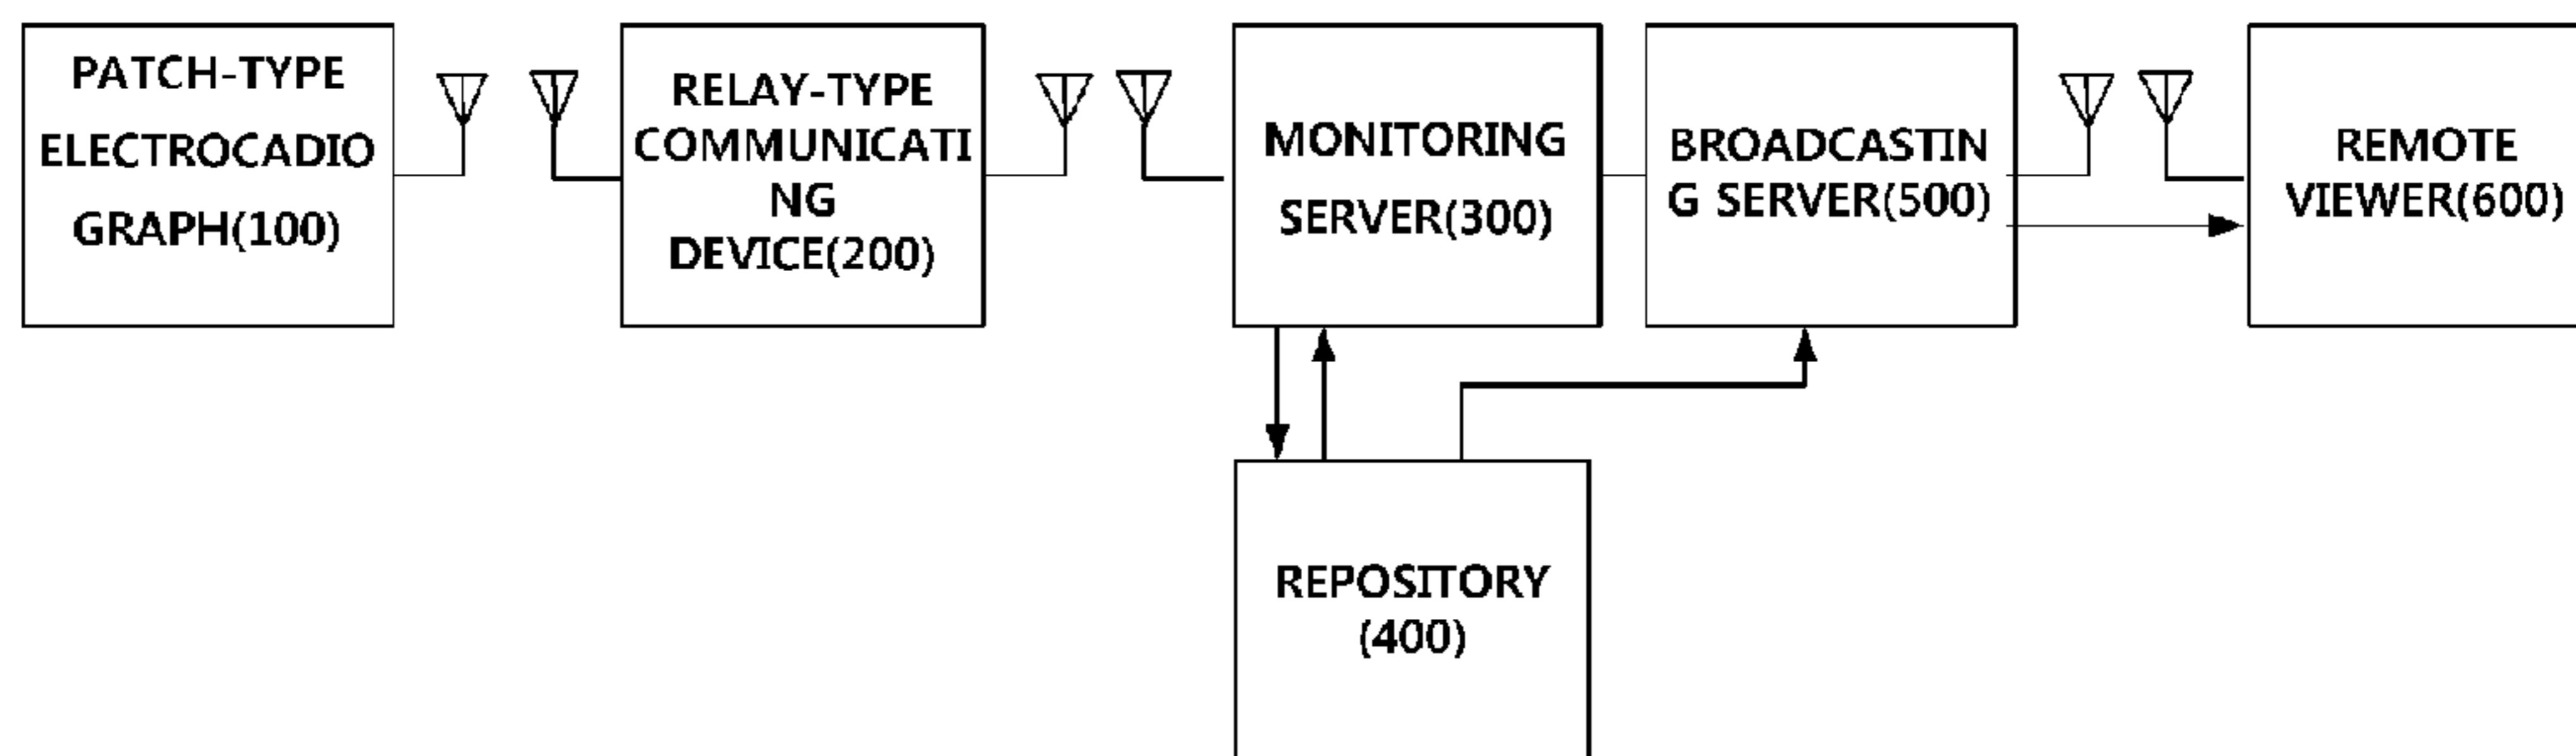 PATCH-TYPE
ELECTROCADIO
GRAPH(100)
RELAY-TYPE
COMMUNICATI
NG
DEVICE(200)
MONITORING
SERVER(300)
BROADCASTIN
G SERVER(500)
REMOTE
VIEWER(600)
REPOSITORY
(400)